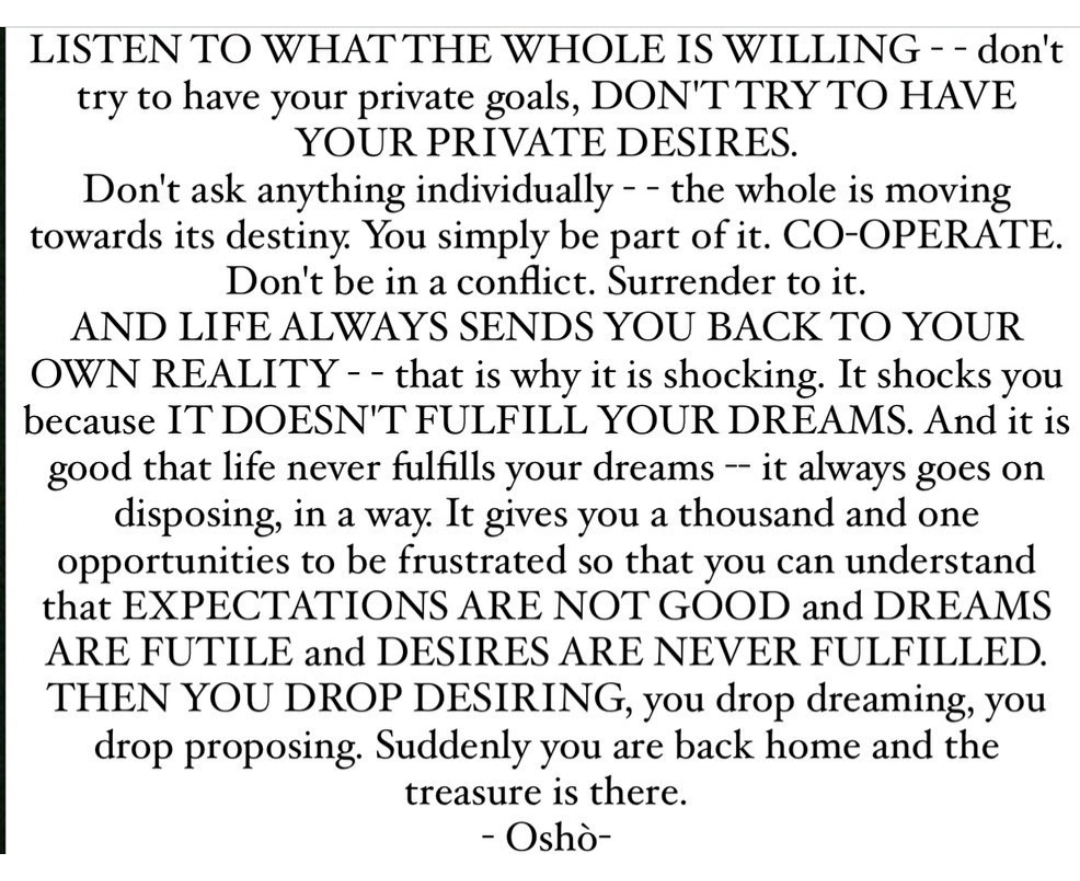 LISTEN TO WHAT THE WHOLE IS WILLING - - don't
try to have your private goals, DON'T TRY TO HAVE
YOUR PRIVATE DESIRES.
Don't ask anything individually - - the whole is moving
towards its destiny. You simply be part of it. CO-OPERATE.
Don't be in a conflict. Surrender to it.
AND LIFE ALWAYS SENDS YOU BACK TO YOUR
OWN REALITY - - that is why it is shocking. It shocks you
because IT DOESN'T FULFILL YOUR DREAMS. And it is
good that life never fulfills your dreams -- it always goes on
disposing, in a way. It gives you a thousand and one
opportunities to be frustrated so that you can understand
that EXPECTATIONS ARE NOT GOOD and DREAMS
ARE FUTILE and DESIRES ARE NEVER FULFILLED.
THEN YOU DROP DESIRING, you drop dreaming, you
drop proposing. Suddenly you are back home and the
treasure is there.
- Oshò-